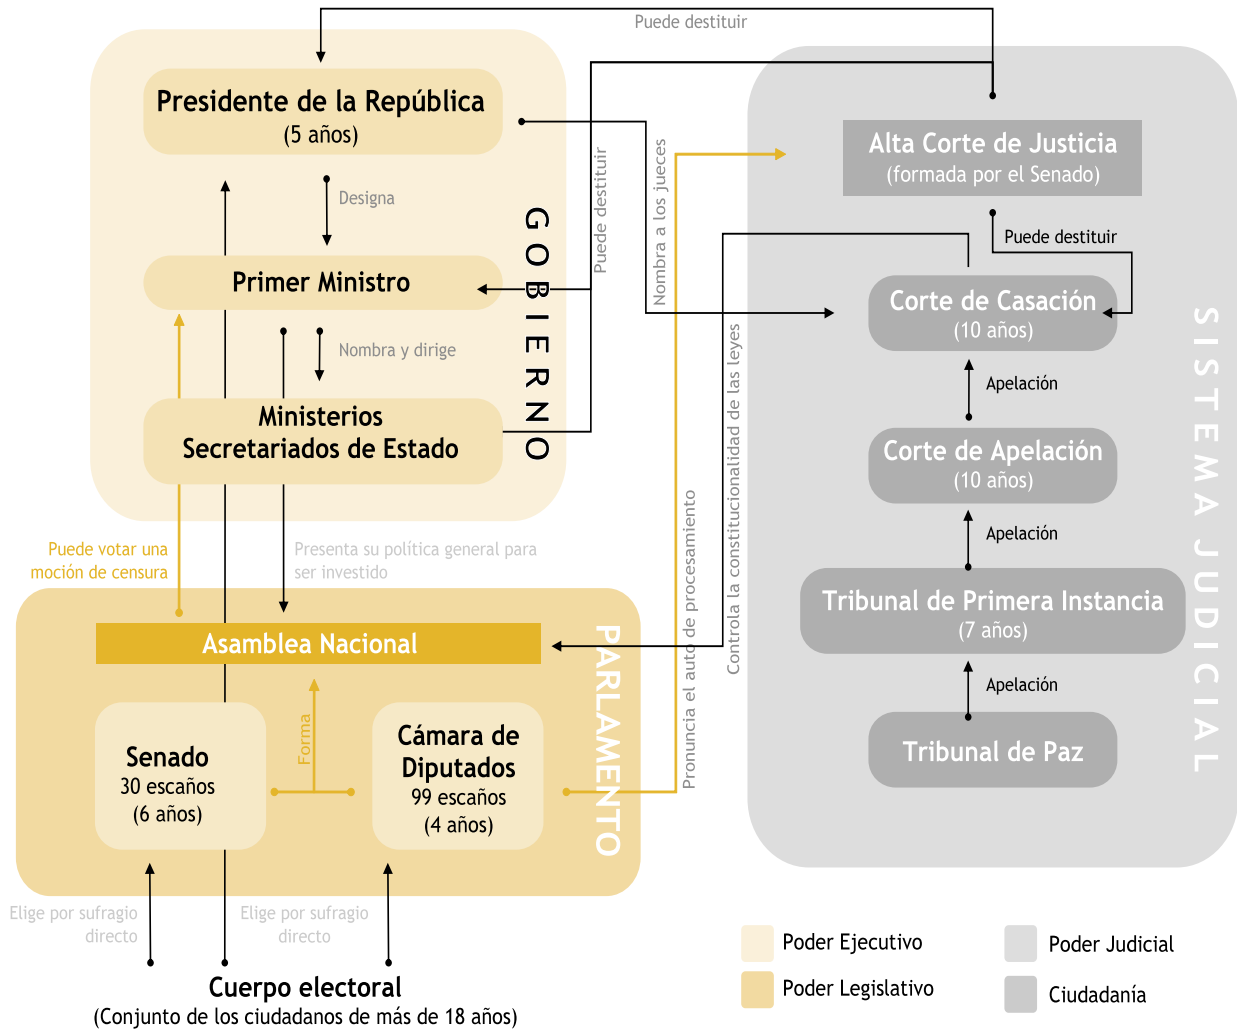 Puede destituir
Presidente de la República
(5 años)
Designa
Primer Ministro
Nombra y dirige
Ministerios
Secretariados de Estado
GOBIERNO
Puede destituir
Nombra a los jueces
Alta Corte de Justicia
(formada por el Senado)
Puede destituir
Corte de Casación
(10 años)
Apelación
Corte de Apelación
(10 años)
Apelación
Tribunal de Primera Instancia
(7 años)
Apelación
Tribunal de Paz
SISTEMA JUDICIAL
Controla la constitucionalidad de las leyes
Pronuncia el auto de procesamiento
Puede votar una
moción de censura
Presenta su política general para
ser investido
Asamblea Nacional
PARLAMENTO
Forma
Senado
30 escaños
(6 años)
Cámara de
Diputados
99 escaños
(4 años)
Elige por sufragio
directo
Elige por sufragio
directo
Cuerpo electoral
(Conjunto de los ciudadanos de más de 18 años)
Poder Ejecutivo
Poder Legislativo
Poder Judicial
Ciudadanía